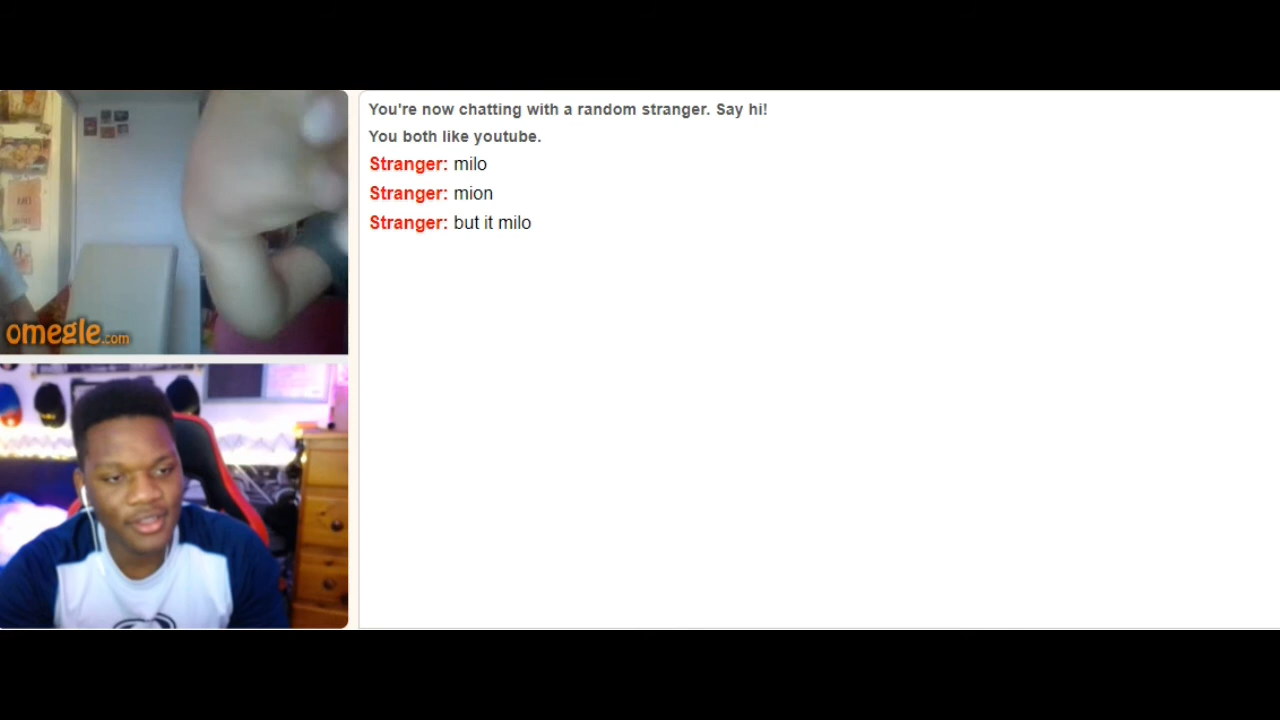 You're now chatting with a random stranger. Say hi!
You both like youtube.
Stranger: milo
Stranger: mion
Stranger: but it milo
omegle.com